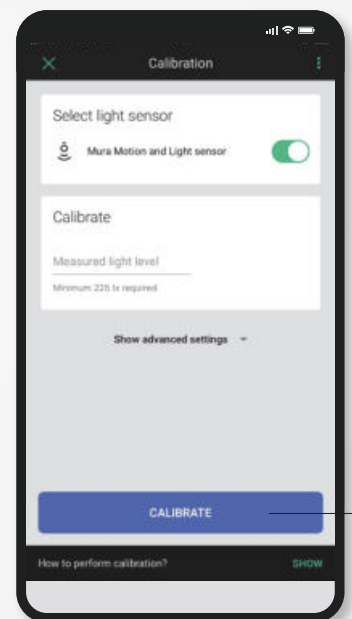 Calibration
Select light sensor
Mura Motion and Light sensor
Calibrate
Measured light level
Minimum 225 is required
Show advanced settings
CALIBRATE
How to perform calibration? SHOW